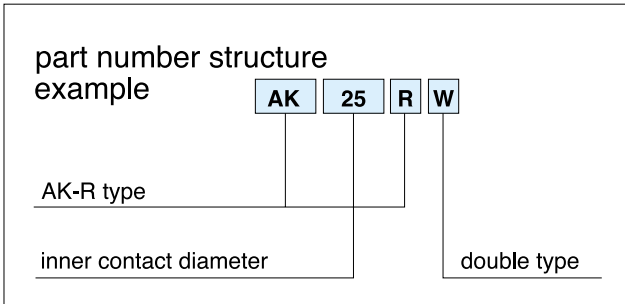 part number structure
example
AK 25 R W
AK-R type
inner contact diameter
double type